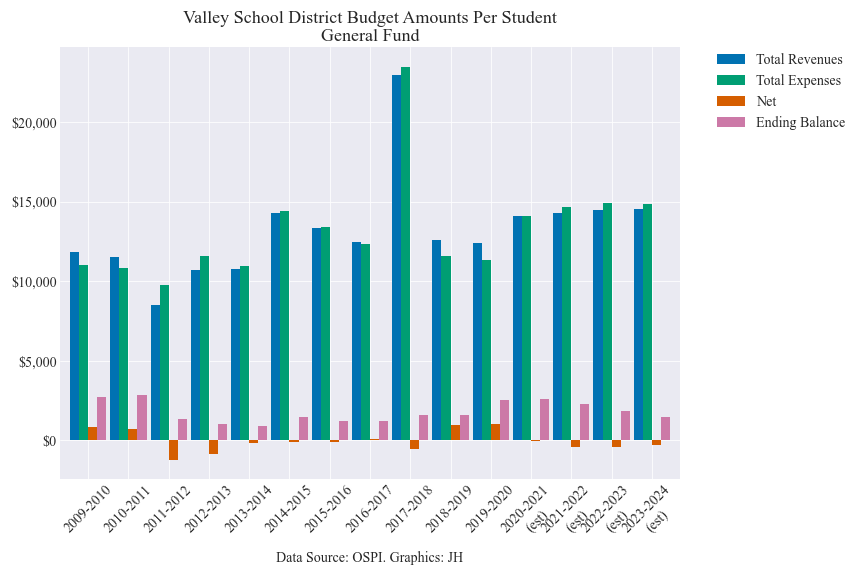 Valley School District Budget Amounts Per Student
General Fund
Total Revenues
Total Expenses
Net
Ending Balance
$20,000
$15,000
$10,000
$5,000
$0
2009-2010
2010-2011
2011-2012
2012-2013
2013-2014
2014-2015
2015-2016
2016-2017
2017-2018
2018-2019
2019-2020
2020-2021
(est)
2021-2022
(est)
2022-2023
(est)
2023-2024
(est)
Data Source: OSPI. Graphics: JH